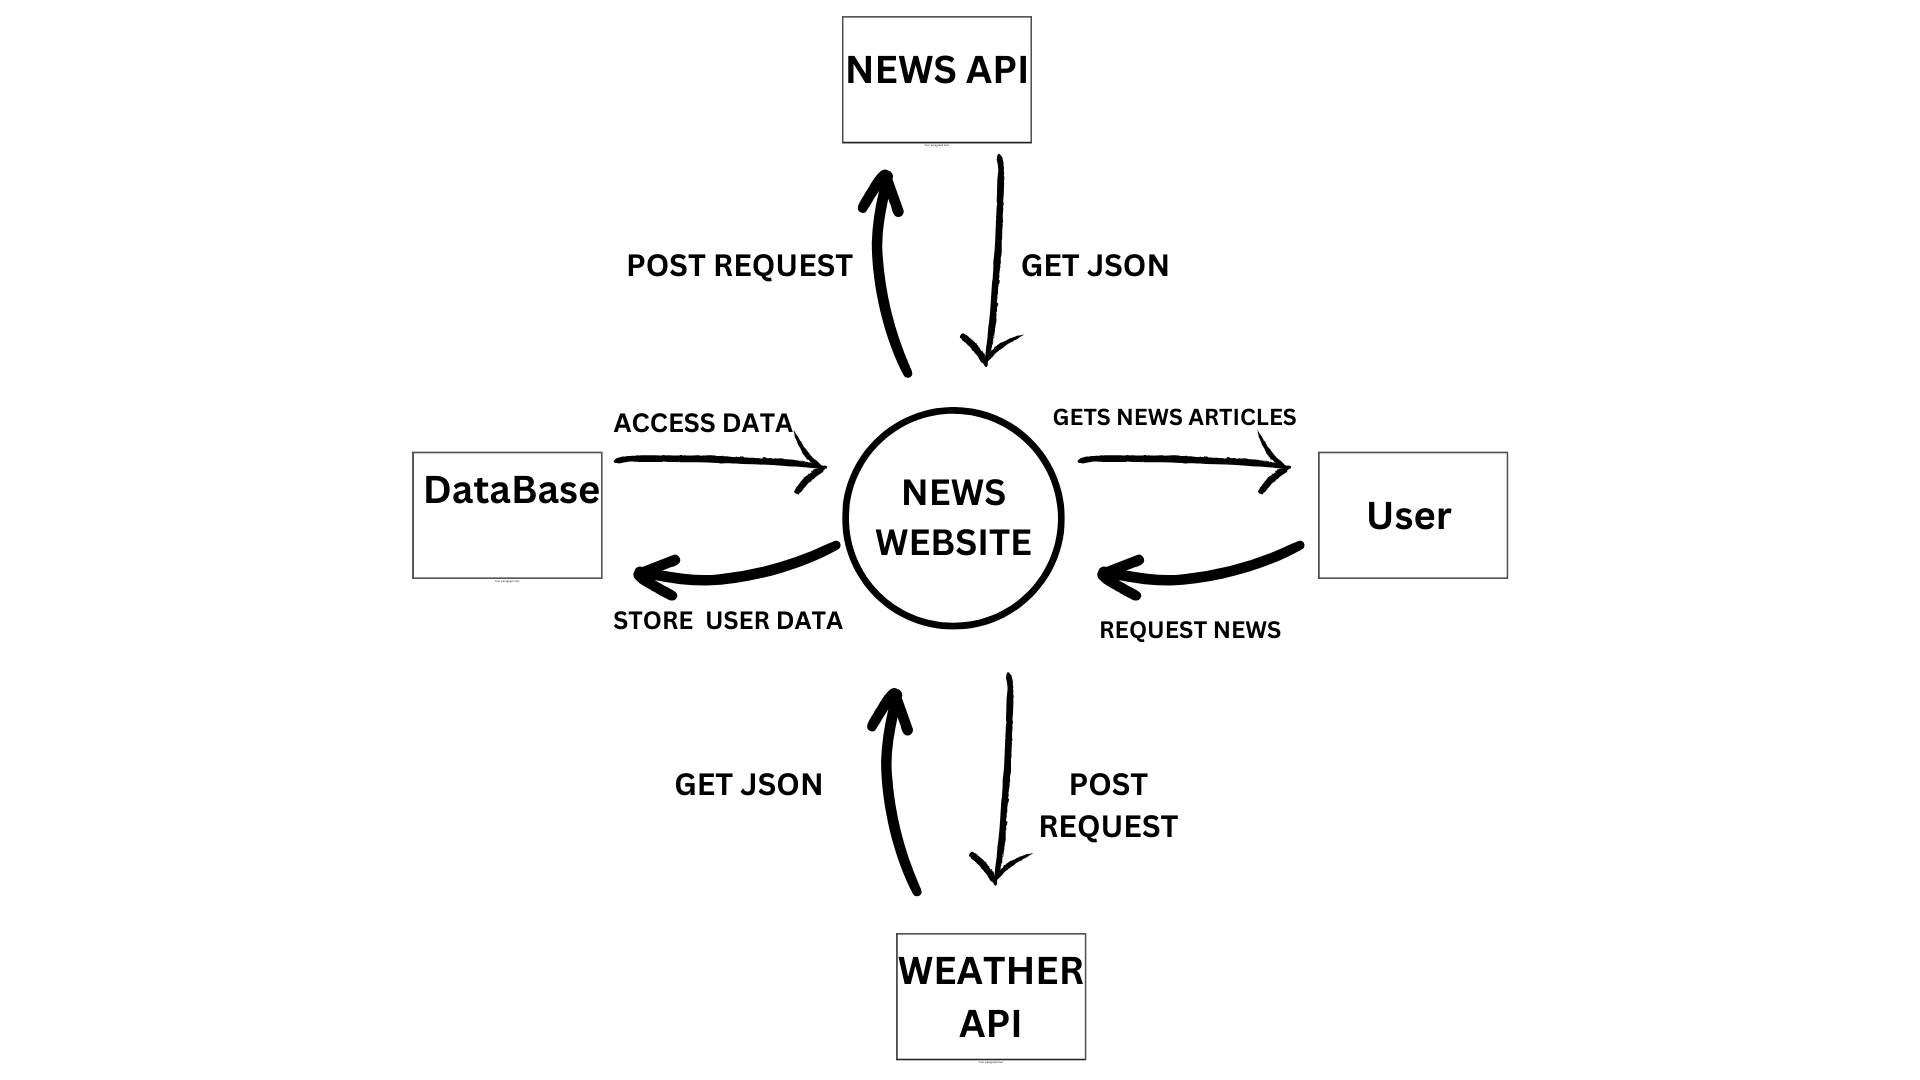 NEWS API
POST REQUEST
GET JSON
ACCESS DATA
GETS NEWS ARTICLES
DataBase
NEWS
WEBSITE
User
STORE  USER DATA
REQUEST NEWS
GET JSON
POST
REQUEST
WEATHER
API